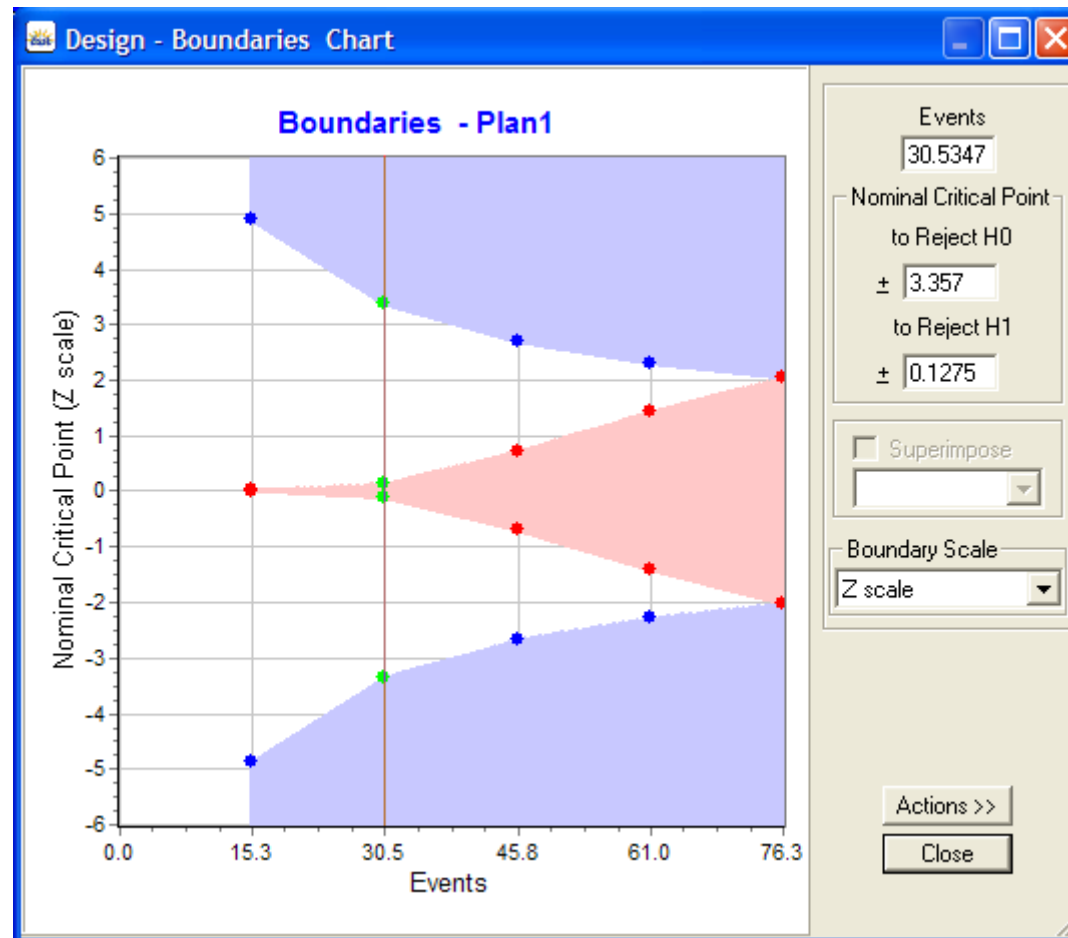 Design - Boundaries Chart
Boundaries - Plan1
6
5
4
3
2
1
0
-1
-2
-3
-4
-5
-6
Nominal Critical Point (Z scale)
0.0 15.3 30.5 45.8 61.0 76.3
Events
Events
30.5347
Nominal Critical Point
to Reject H0
± 3.357
to Reject H1
± 0.1275
Superimpose
Boundary Scale
Z scale
Actions >>
Close